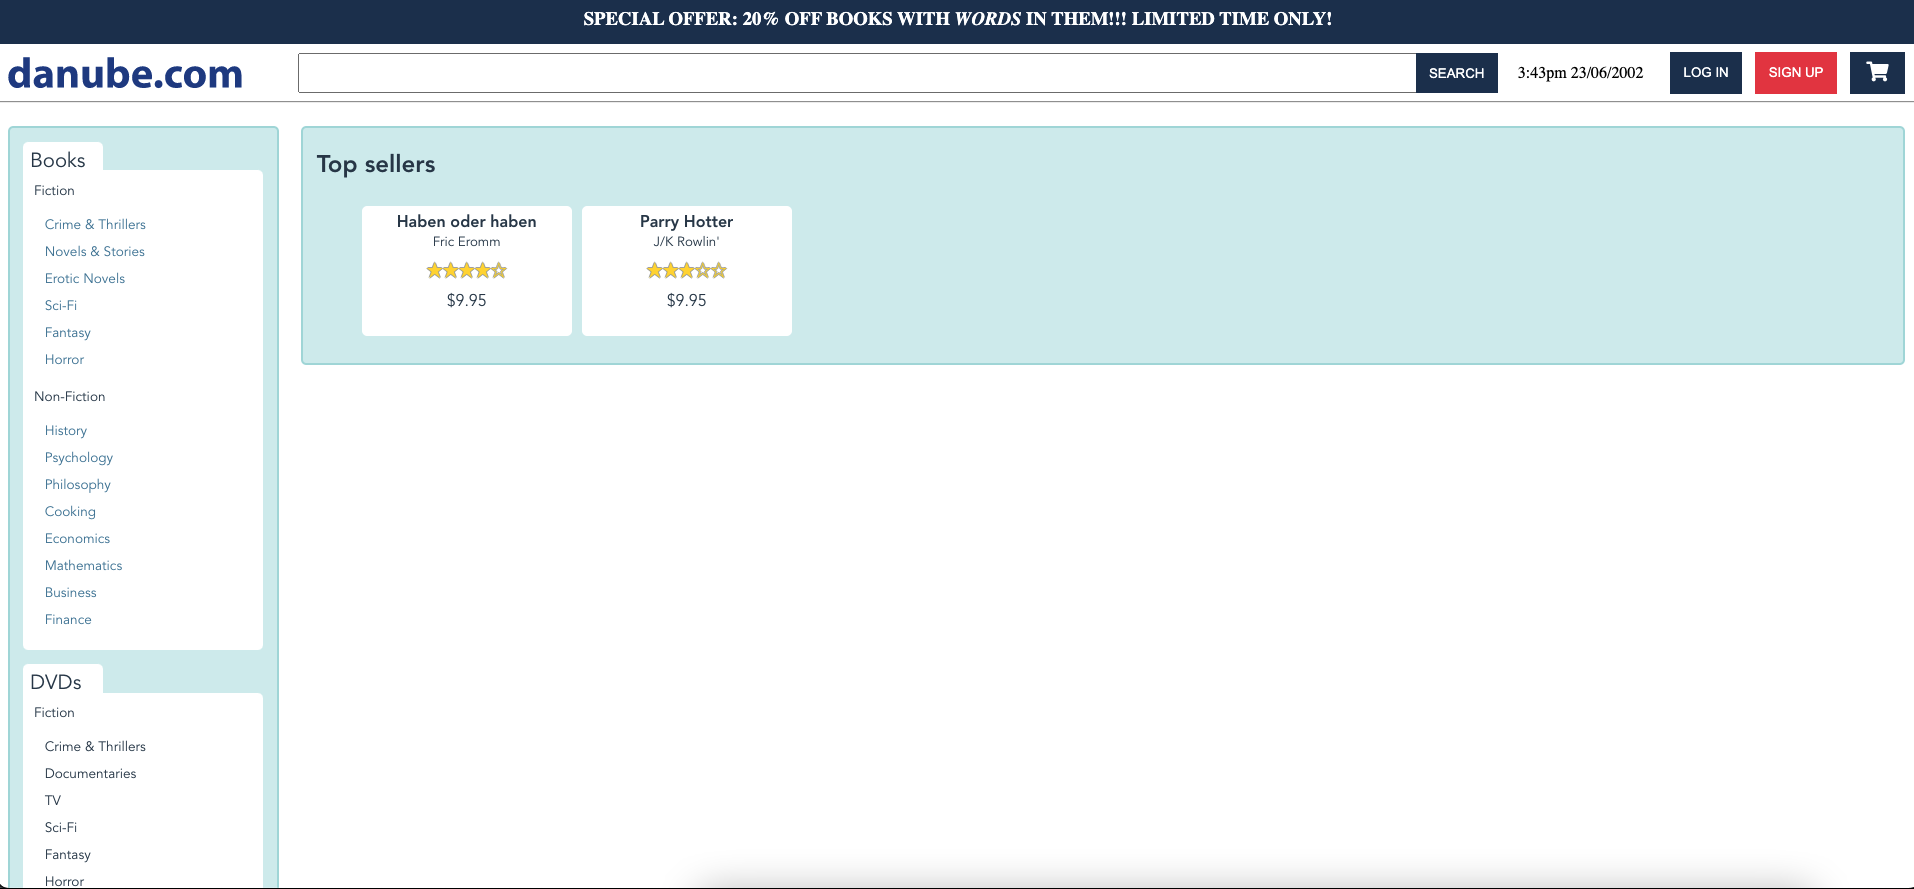 SPECIAL OFFER: 20% OFF BOOKS WITH WORDS IN THEM!!! LIMITED TIME ONLY!
danube.com
SEARCH
3:43pm 23/06/2002
LOG IN
SIGN UP
Books
Fiction
Crime & Thrillers
Novels & Stories
Erotic Novels
Sci-Fi
Fantasy
Horror
Non-Fiction
History
Psychology
Philosophy
Cooking
Economics
Mathematics
Business
Finance
DVDs
Fiction
Crime & Thrillers
Documentaries
TV
Sci-Fi
Fantasy
Horror
Top sellers
Haben oder haben
Fric Eromm
$9.95
Parry Hotter
J/K Rowlin'
$9.95